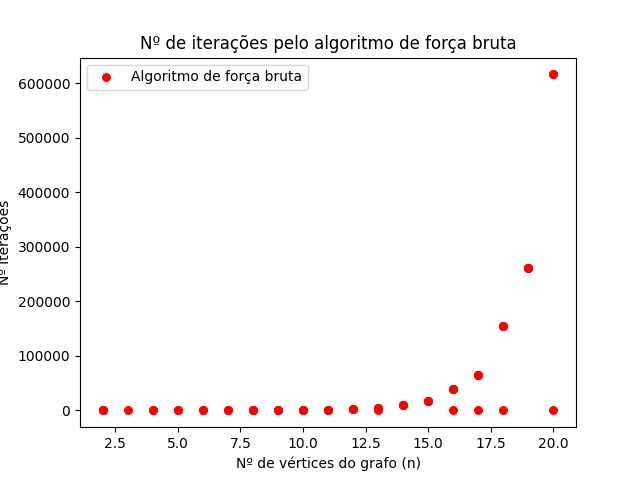 Nº de iterações pelo algoritmo de força bruta
Algoritmo de força bruta
Nº iterações
600000
500000
400000
300000
200000
100000
0
2.5 5.0 7.5 10.0 12.5 15.0 17.5 20.0
Nº de vértices do grafo (n)